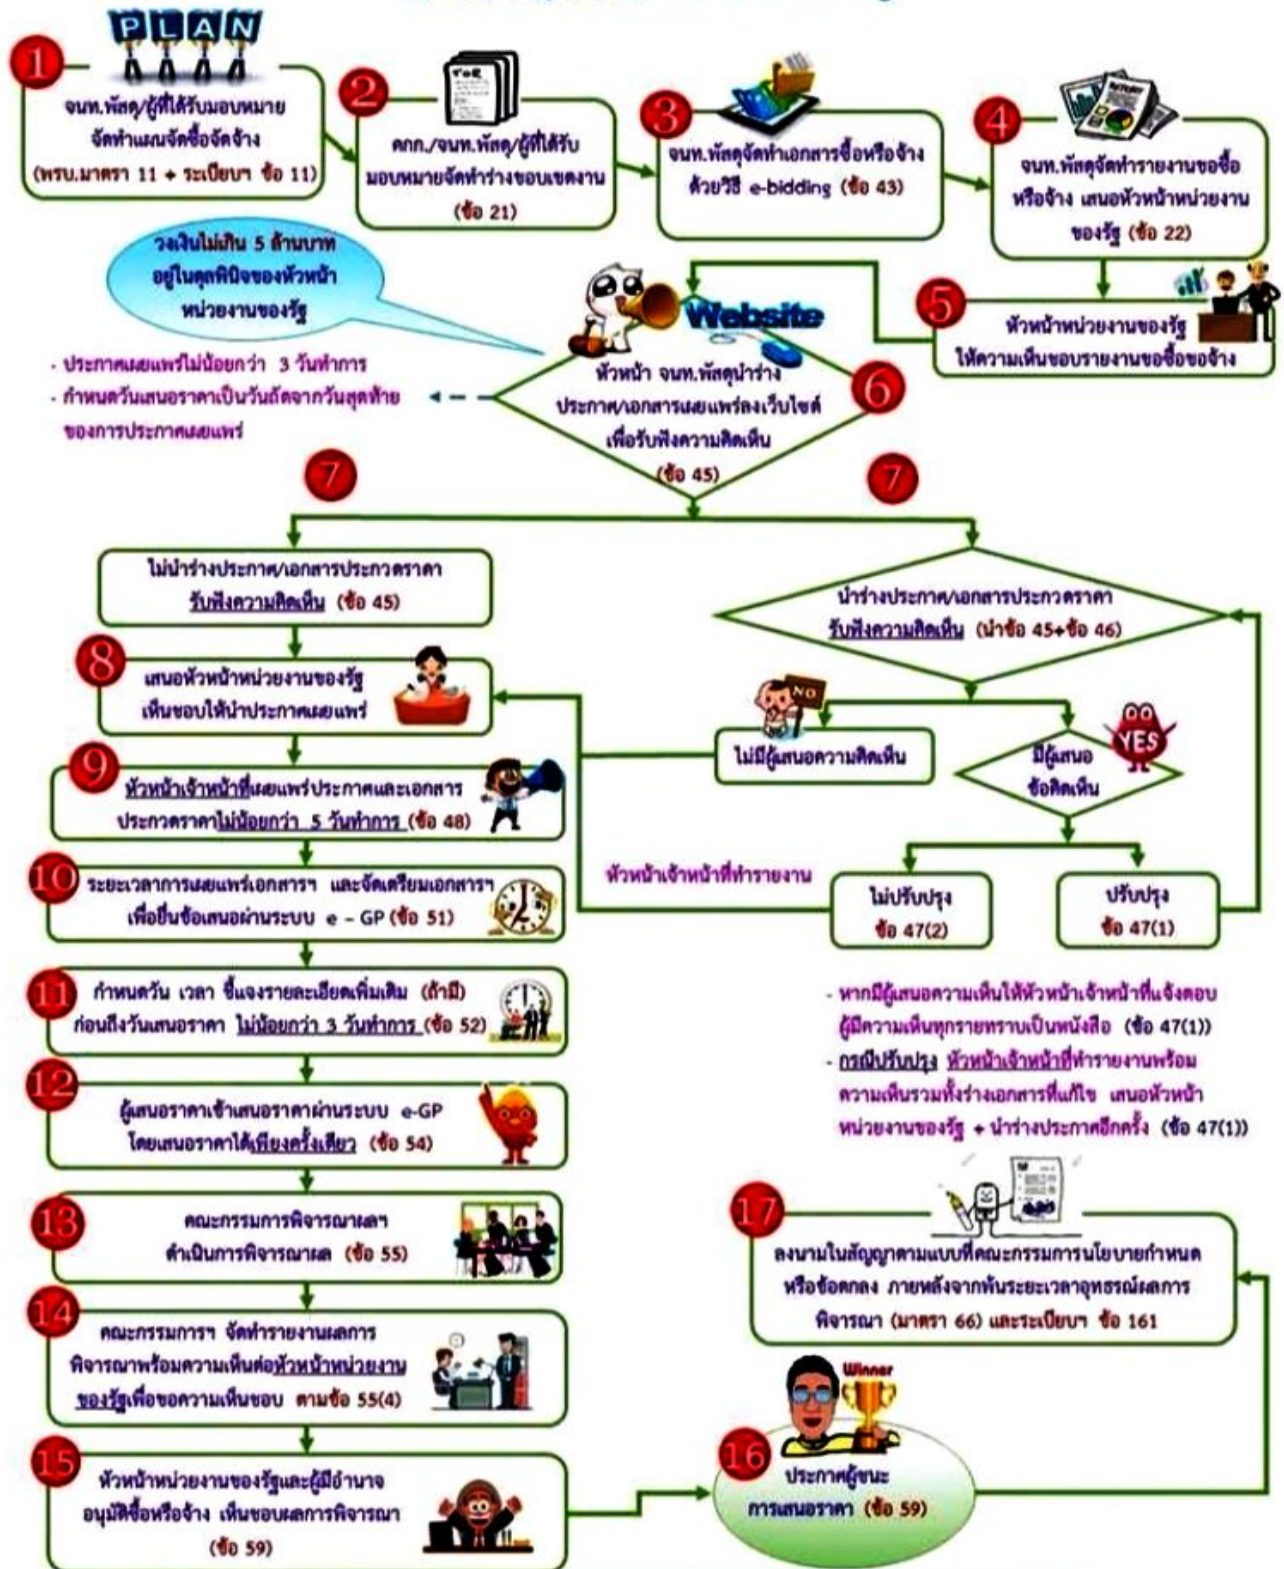 PLAN
1
จนท.พัสดุ/ผู้ที่ได้รับมอบหมาย
จัดทำแผนจัดซื้อจัดจ้าง
(พรบ.มาตรา 11 + ระเบียบฯ ข้อ 11)
2
คกก./จนท.พัสดุ/ผู้ที่ได้รับ
มอบหมายจัดทำร่างขอบเขตงาน
(ข้อ 21)
3
จนท.พัสดุจัดทำเอกสารซื้อหรือจ้าง
ด้วยวิธี e-bidding (ข้อ 43)
4
จนท.พัสดุจัดทำรายงานขอซื้อ
หรือจ้าง เสนอหัวหน้าหน่วยงาน
ของรัฐ (ข้อ 22)
5
หัวหน้าหน่วยงานของรัฐ
ให้ความเห็นชอบรายงานขอซื้อขอจ้าง
วงเงินไม่เกิน 5 ล้านบาท
อยู่ในดุลพินิจของหัวหน้า
หน่วยงานของรัฐ
Website
6
หัวหน้า จนท.พัสดุนำร่าง
ประกาศ/เอกสารเผยแพร่ลงเว็บไซต์
เพื่อรับฟังความคิดเห็น
(ข้อ 45)
- ประกาศเผยแพร่ไม่น้อยกว่า 3 วันทำการ
- กำหนดวันเสนอราคาเป็นวันถัดจากวันสุดท้าย
ของการประกาศเผยแพร่
7
7
ไม่นำร่างประกาศ/เอกสารประกวดราคา
รับฟังความคิดเห็น (ข้อ 45)
นำร่างประกาศ/เอกสารประกวดราคา
รับฟังความคิดเห็น (นำข้อ 45+ข้อ 46)
8
เสนอหัวหน้าหน่วยงานของรัฐ
เห็นชอบให้นำประกาศเผยแพร่
NO
ไม่มีผู้เสนอความคิดเห็น
YES
มีผู้เสนอ
ข้อคิดเห็น
9
หัวหน้าเจ้าหน้าที่เผยแพร่ประกาศและเอกสาร
ประกวดราคาไม่น้อยกว่า 5 วันทำการ (ข้อ 48)
หัวหน้าเจ้าหน้าที่ทำรายงาน
ไม่ปรับปรุง
ข้อ 47(2)
ปรับปรุง
ข้อ 47(1)
10
ระยะเวลาการเผยแพร่เอกสารฯ และจัดเตรียมเอกสารฯ
เพื่อยื่นข้อเสนอผ่านระบบ e – GP (ข้อ 51)
11
กำหนดวัน เวลา ชี้แจงรายละเอียดเพิ่มเติม (ถ้ามี)
ก่อนถึงวันเสนอราคา ไม่น้อยกว่า 3 วันทำการ (ข้อ 52)
- หากมีผู้เสนอความเห็นให้หัวหน้าเจ้าหน้าที่แจ้งตอบ
ผู้มีความเห็นทุกรายทราบเป็นหนังสือ (ข้อ 47(1))
- กรณีปรับปรุง หัวหน้าเจ้าหน้าที่ทำรายงานพร้อม
ความเห็นรวมทั้งร่างเอกสารที่แก้ไข เสนอหัวหน้า
หน่วยงานของรัฐ + นำร่างประกาศอีกครั้ง (ข้อ 47(1))
12
ผู้เสนอราคาเข้าเสนอราคาผ่านระบบ e-GP
โดยเสนอราคาได้เพียงครั้งเดียว (ข้อ 54)
13
คณะกรรมการพิจารณาผลฯ
ดำเนินการพิจารณาผล (ข้อ 55)
14
คณะกรรมการฯ จัดทำรายงานผลการ
พิจารณาพร้อมความเห็นต่อหัวหน้าหน่วยงาน
ของรัฐเพื่อขอความเห็นชอบ ตามข้อ 55(4)
15
หัวหน้าหน่วยงานของรัฐและผู้มีอำนาจ
อนุมัติซื้อหรือจ้าง เห็นชอบผลการพิจารณา
(ข้อ 59)
Winner
16
ประกาศผู้ชนะ
การเสนอราคา (ข้อ 59)
17
ลงนามในสัญญาตามแบบที่คณะกรรมการนโยบายกำหนด
หรือข้อตกลง ภายหลังจากพ้นระยะเวลาอุทธรณ์ผลการ
พิจารณา (มาตรา 66) และระเบียบฯ ข้อ 161